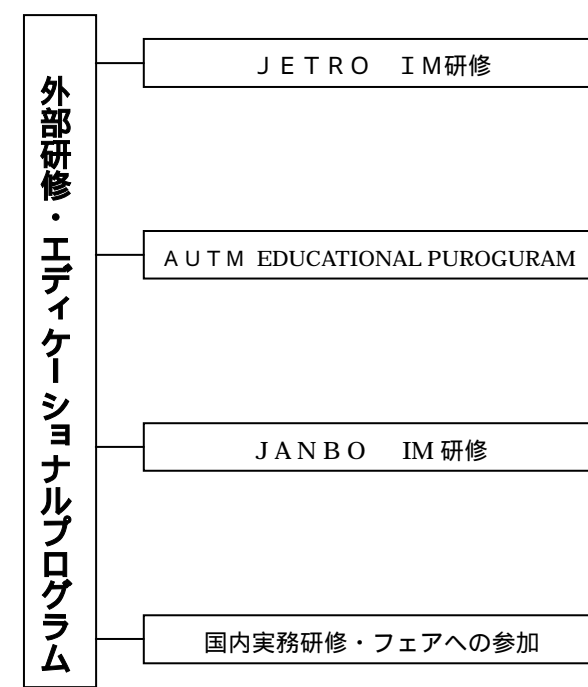 外部研修・エディケーショナルプログラム
ＪＥＴＲＯ　ＩＭ研修
ＡＵＴＭ EDUCATIONAL PUROGURAM
ＪＡＮＢＯ　IM 研修
国内実務研修・フェアへの参加